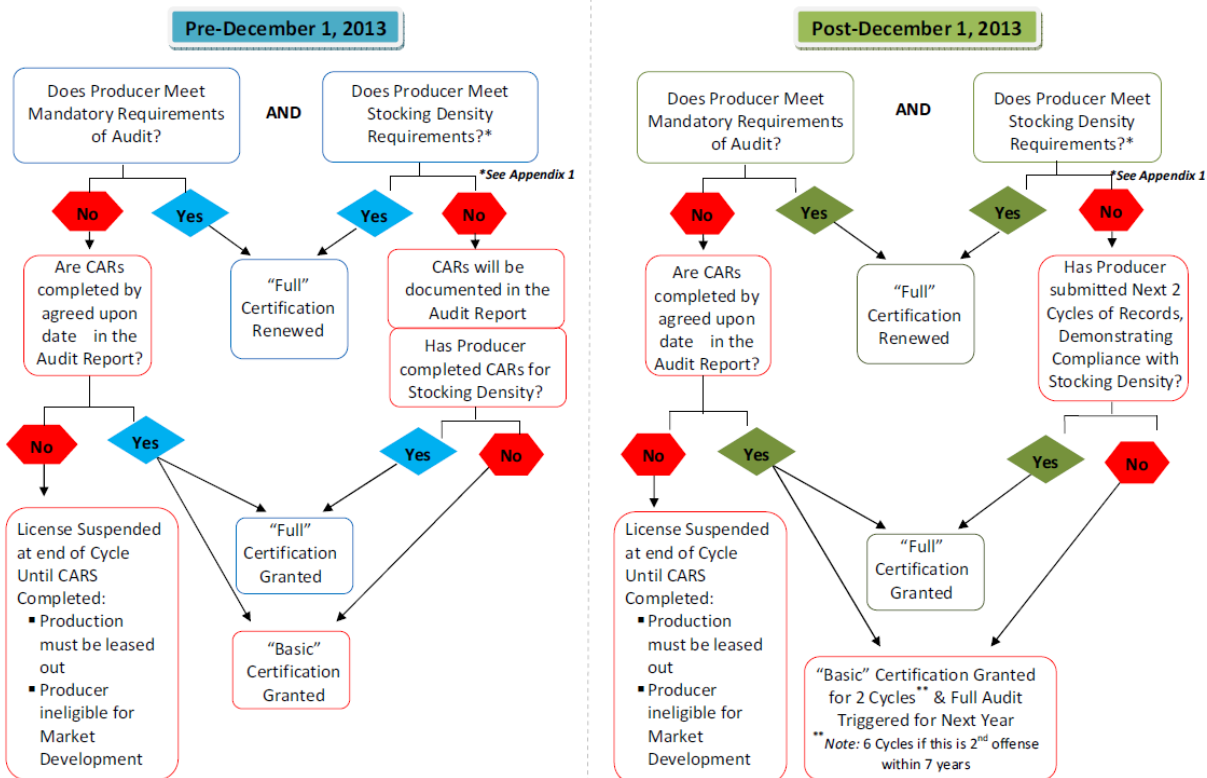 Pre-December 1, 2013
Does Producer Meet
Mandatory Requirements
of Audit?
AND
Does Producer Meet
Stocking Density
Requirements?*
*See Appendix 1
No
Yes
Yes
No
Are CARs
completed by
agreed upon
date in the
Audit Report?
"Full"
Certification
Renewed
CARs will be
documented in the
Audit Report
Has Producer
completed CARs for
Stocking Density?
No
Yes
Yes
No
License Suspended
at end of Cycle
Until CARS
Completed:
▪ Production
must be leased
out
▪ Producer
ineligible for
Market
Development
"Full"
Certification
Granted
"Basic"
Certification
Granted
Post-December 1, 2013
Does Producer Meet
Mandatory Requirements
of Audit?
AND
Does Producer Meet
Stocking Density
Requirements?*
*See Appendix 1
No
Yes
Yes
No
Are CARs
completed by
agreed upon
date in the
Audit Report?
"Full"
Certification
Renewed
Has Producer
submitted Next 2
Cycles of Records,
Demonstrating
Compliance with
Stocking Density?
No
Yes
Yes
No
License Suspended
at end of Cycle
Until CARS
Completed:
▪ Production
must be leased
out
▪ Producer
ineligible for
Market
Development
"Full"
Certification
Granted
"Basic" Certification Granted
for 2 Cycles** & Full Audit
Triggered for Next Year
**Note: 6 Cycles if this is 2nd offense
within 7 years